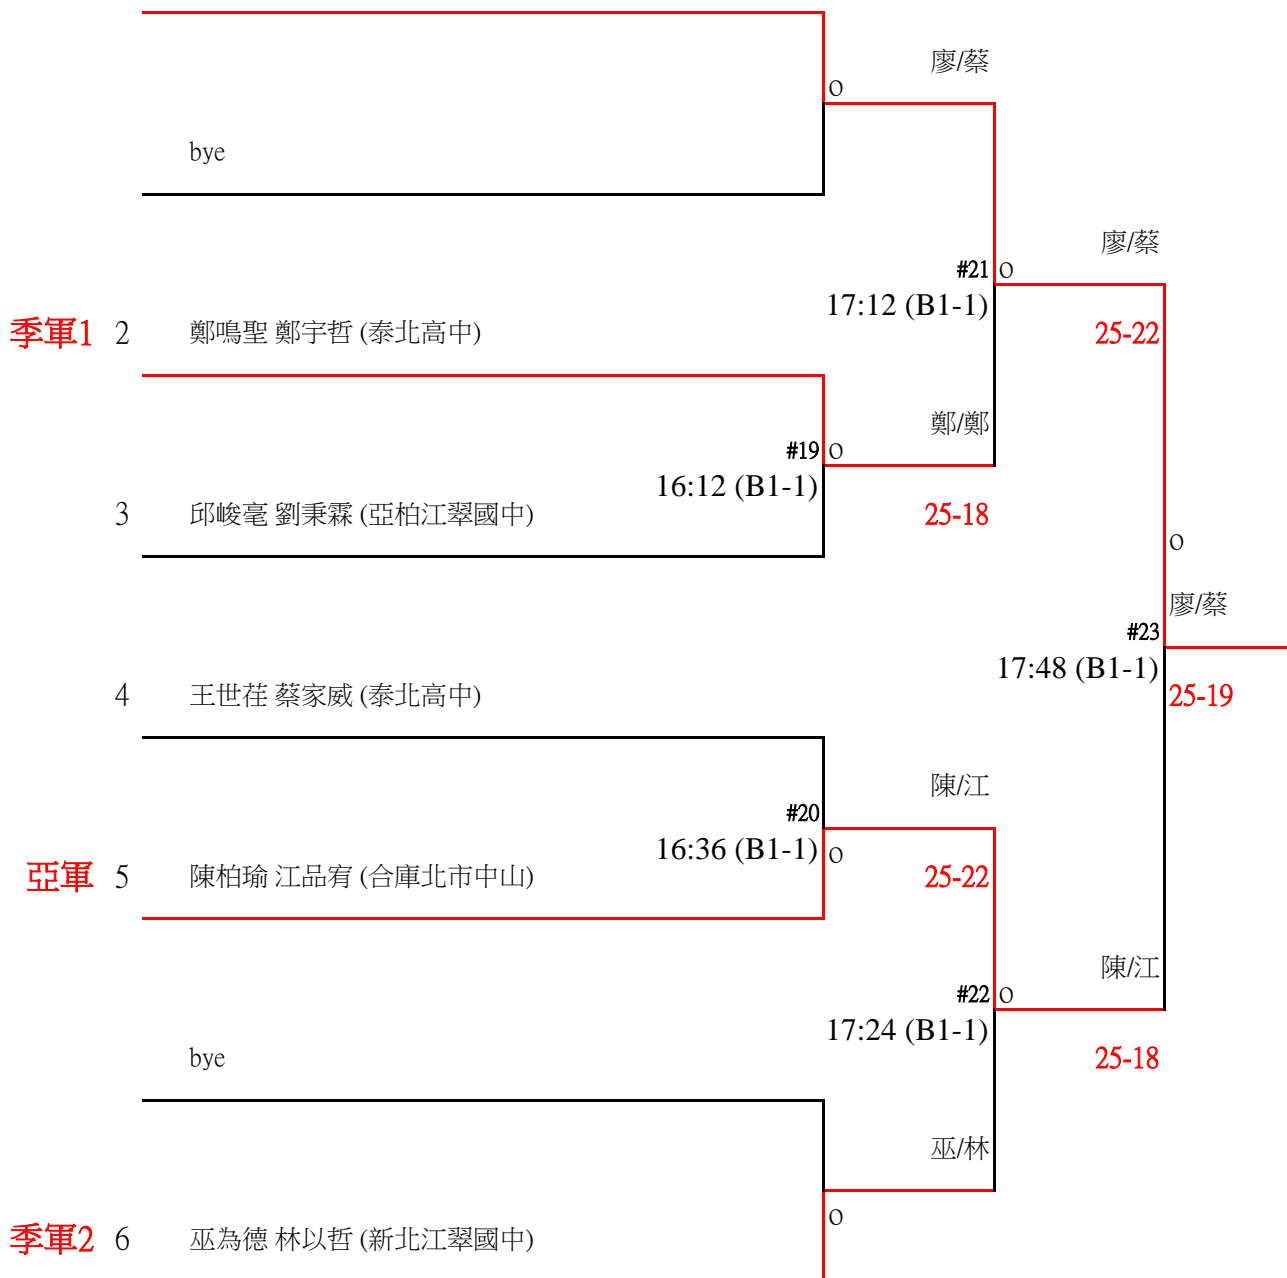 廖/蔡
O
bye
廖/蔡
#21 O
17:12 (B1-1)
季軍1 2 鄭鳴聖 鄭宇哲 (泰北高中)
25-22
鄭/鄭
#19 O
16:12 (B1-1)
3 邱峻毫 劉秉霖 (亞柏江翠國中)
25-18
O
廖/蔡
#23
17:48 (B1-1)
4 王世荏 蔡家威 (泰北高中)
25-19
陳/江
#20
16:36 (B1-1) O
亞軍 5 陳柏瑜 江品宥 (合庫北市中山)
25-22
陳/江
#22 O
17:24 (B1-1)
bye
25-18
巫/林
O
季軍2 6 巫為德 林以哲 (新北江翠國中)